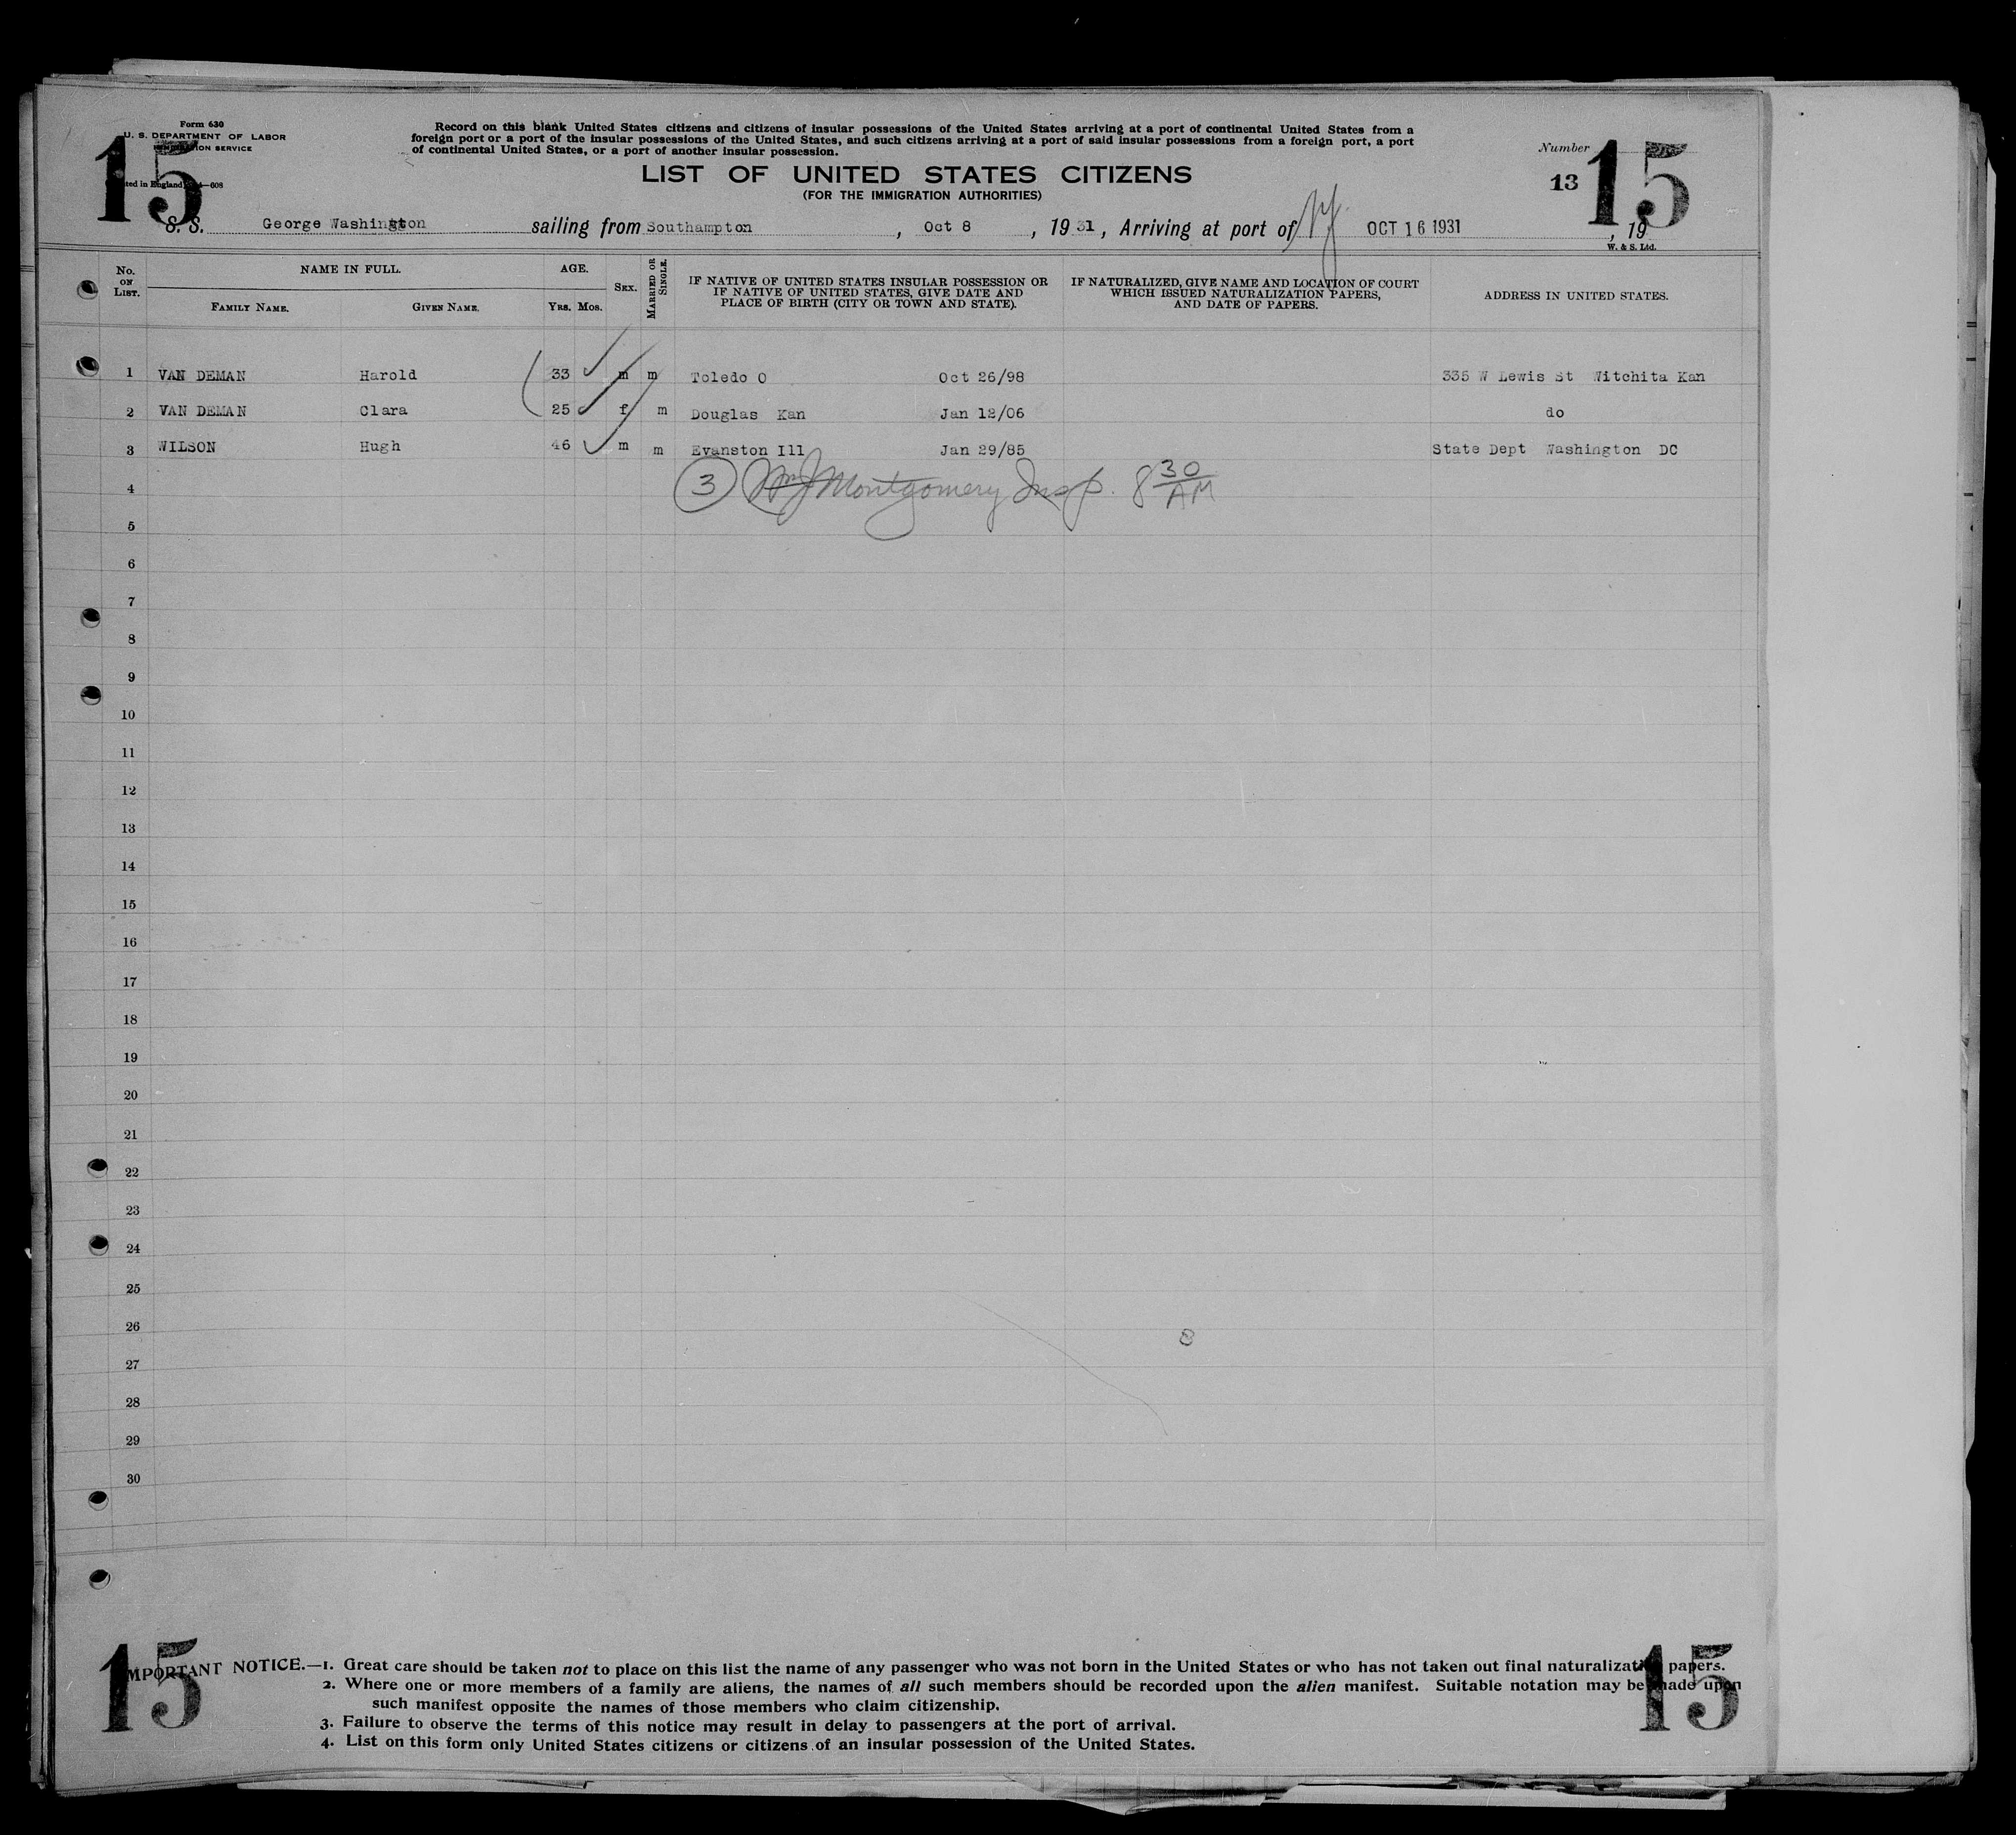 Form 630
U. S. DEPARTMENT OF LABOR
15
Record on this blank United States citizens and citizens of insular possessions of the United States arriving at a port of continental United States from a
foreign port or a port of the insular possessions of the United States, and such citizens arriving at a port of said insular possessions from a foreign port, a port
of continental United States, or a port of another insular possession.
Number 15
13
LIST OF UNITED STATES CITIZENS
(FOR THE IMMIGRATION AUTHORITIES)
S. S. George Washington sailing from Southampton, Oct 8, 1931, Arriving at port of NY OCT 16 1931, 19
W. & S. Ltd.
No. ON LIST. NAME IN FULL. AGE. SEX. MARRIED OR SINGLE. IF NATIVE OF UNITED STATES INSULAR POSSESSION OR IF NATIVE OF UNITED STATES, GIVE DATE AND PLACE OF BIRTH (CITY OR TOWN AND STATE). IF NATURALIZED, GIVE NAME AND LOCATION OF COURT WHICH ISSUED NATURALIZATION PAPERS, AND DATE OF PAPERS. ADDRESS IN UNITED STATES.
FAMILY NAME. GIVEN NAME. YRS. MOS.
1 VAN DEMAN Harold 33 m m Toledo O Oct 26/98 335 W Lewis St Witchita Kan
2 VAN DEMAN Clara 25 f m Douglas Kan Jan 12/06 do
3 WILSON Hugh 46 m m Evanston Ill Jan 29/85 State Dept Washington DC
4 3 Wm J Montgomery Insp. 8 30 AM
5
6
7
8
9
10
11
12
13
14
15
16
17
18
19
20
21
22
23
24
25
26
27
28
29
30
8
15
15
IMPORTANT NOTICE.—1. Great care should be taken not to place on this list the name of any passenger who was not born in the United States or who has not taken out final naturalization papers.
2. Where one or more members of a family are aliens, the names of all such members should be recorded upon the alien manifest. Suitable notation may be made upon
such manifest opposite the names of those members who claim citizenship.
3. Failure to observe the terms of this notice may result in delay to passengers at the port of arrival.
4. List on this form only United States citizens or citizens of an insular possession of the United States.